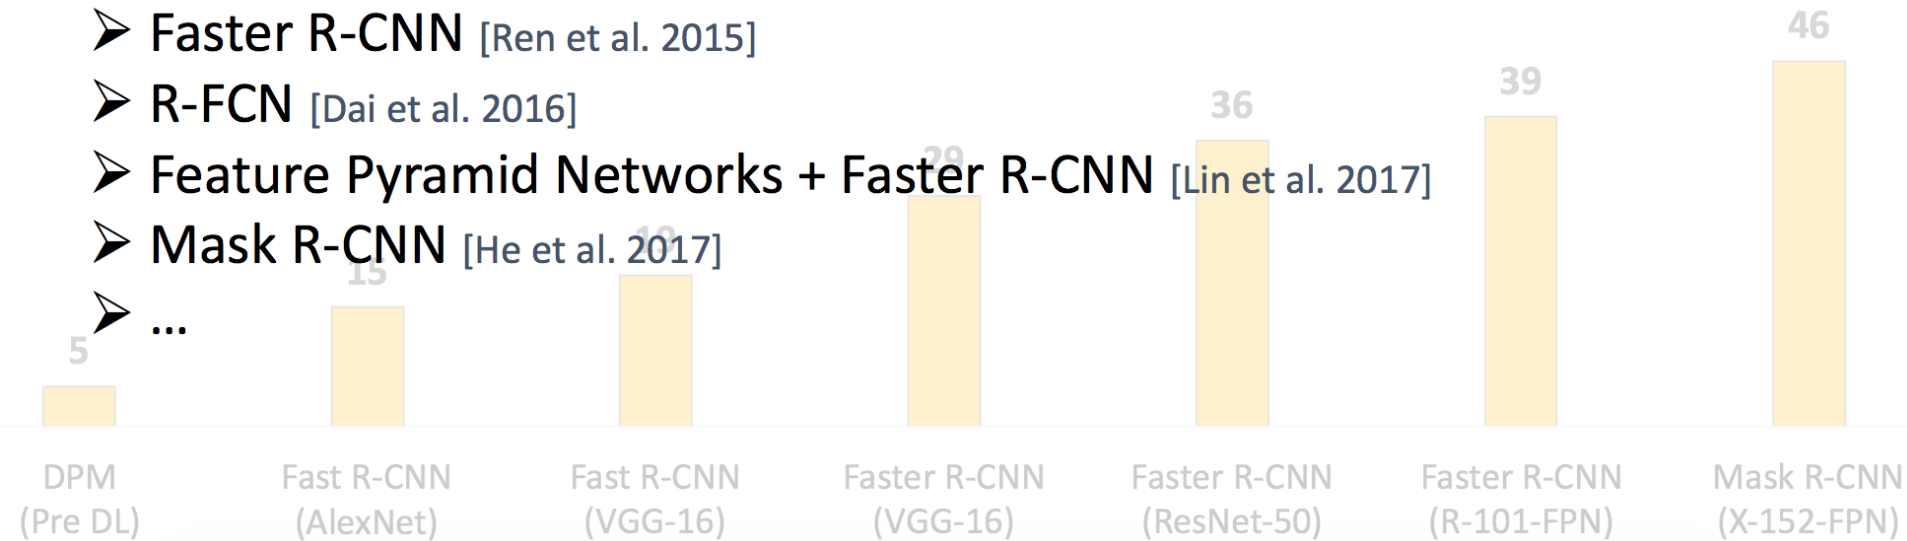 ➢ Faster R-CNN [Ren et al. 2015]
➢ R-FCN [Dai et al. 2016]
➢ Feature Pyramid Networks + Faster R-CNN [Lin et al. 2017]
➢ Mask R-CNN [He et al. 2017]
➢ ...
5 15 19 29 36 39 46
DPM Fast R-CNN Fast R-CNN Faster R-CNN Faster R-CNN Faster R-CNN Mask R-CNN
(Pre DL) (AlexNet) (VGG-16) (VGG-16) (ResNet-50) (R-101-FPN) (X-152-FPN)